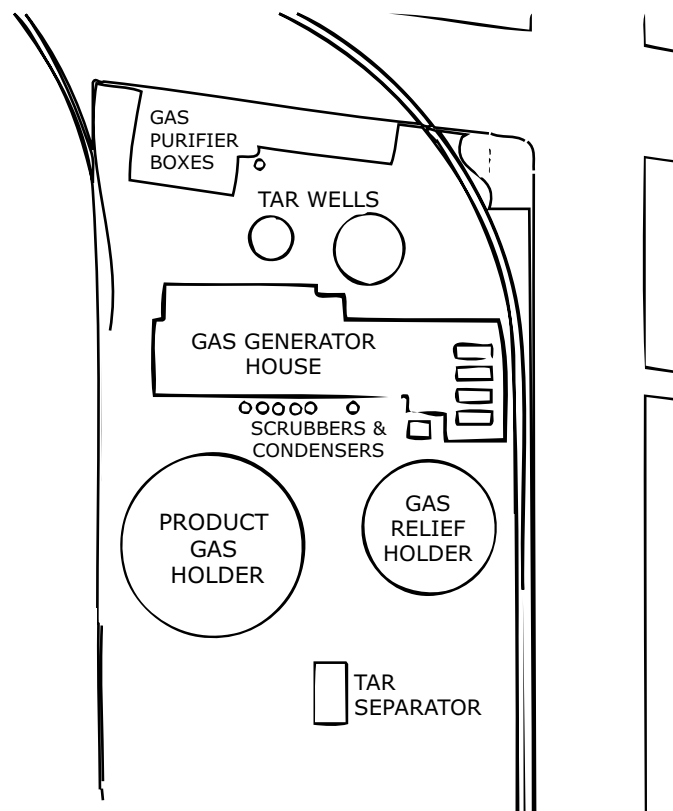 GAS
PURIFIER
BOXES
TAR WELLS
GAS GENERATOR
HOUSE
SCRUBBERS &
CONDENSERS
PRODUCT
GAS
HOLDER
GAS
RELIEF
HOLDER
TAR
SEPARATOR